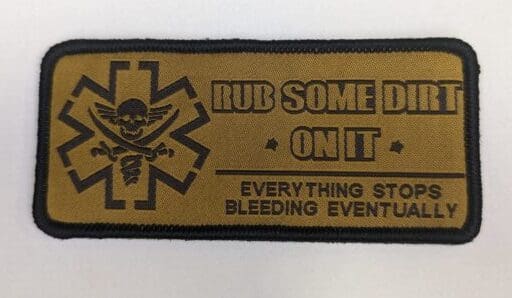 RUB SOME DIRT
ON IT
EVERYTHING STOPS
BLEEDING EVENTUALLY